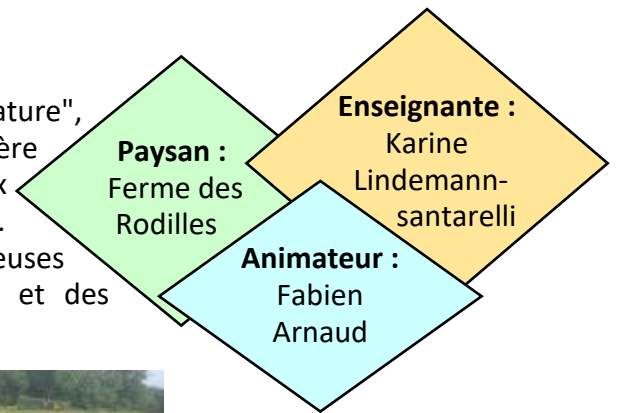 ature",
ère
x
.
euses
et des
Paysan :
Ferme des
Rodilles
Enseignante :
Karine
Lindemann-
santarelli
Animateur :
Fabien
Arnaud